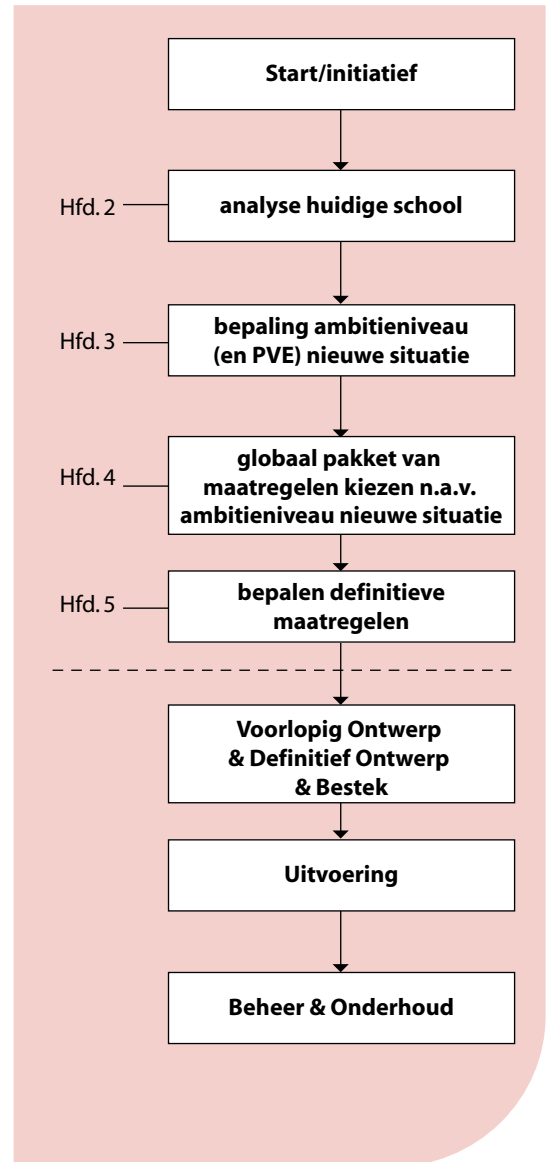 Start/initiatief
Hfd. 2
analyse huidige school
Hfd. 3
bepaling ambitieniveau
(en PVE) nieuwe situatie
Hfd. 4
globaal pakket van
maatregelen kiezen n.a.v.
ambitieniveau nieuwe situatie
Hfd. 5
bepalen definitieve
maatregelen
Voorlopig Ontwerp
& Definitief Ontwerp
& Bestek
Uitvoering
Beheer & Onderhoud